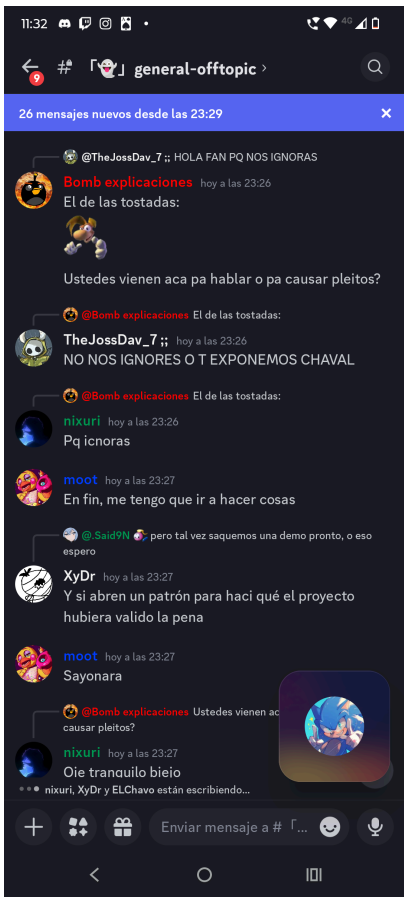 11:32
4G
9
#
「👻」general-offtopic ›
26 mensajes nuevos desde las 23:29
@TheJossDav_7 ;; HOLA FAN PQ NOS IGNORAS
Bomb explicaciones hoy a las 23:26
El de las tostadas:
Ustedes vienen aca pa hablar o pa causar pleitos?
@Bomb explicaciones El de las tostadas:
TheJossDav_7 ;; hoy a las 23:26
NO NOS IGNORES O T EXPONEMOS CHAVAL
@Bomb explicaciones El de las tostadas:
nixuri hoy a las 23:26
Pq icnoras
moot hoy a las 23:27
En fin, me tengo que ir a hacer cosas
@.Said9N pero tal vez saquemos una demo pronto, o eso
espero
XyDr hoy a las 23:27
Y si abren un patrón para haci qué el proyecto
hubiera valido la pena
moot hoy a las 23:27
Sayonara
@Bomb explicaciones Ustedes vienen ac
causar pleitos?
nixuri hoy a las 23:27
Oie tranquilo biejo
nixuri, XyDr y ELChavo están escribiendo...
Enviar mensaje a # 「...